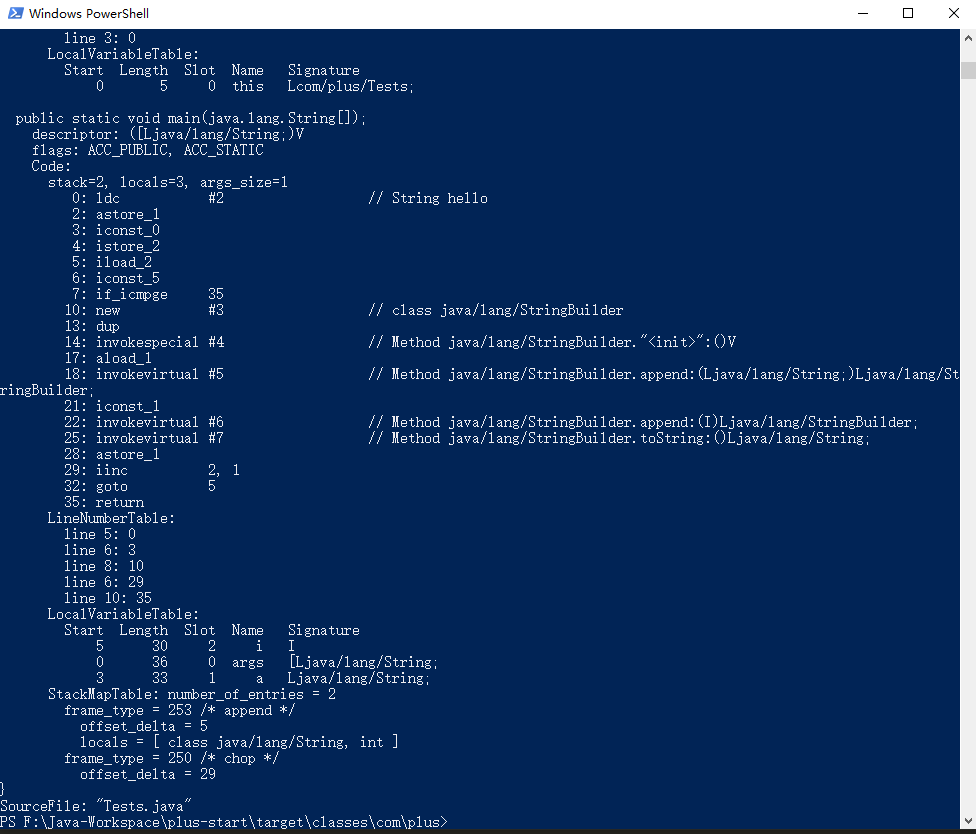 Windows PowerShell
line 3: 0
LocalVariableTable:
Start  Length  Slot  Name   Signature
0       5     0  this   Lcom/plus/Tests;
public static void main(java.lang.String[]);
descriptor: ([Ljava/lang/String;)V
flags: ACC_PUBLIC, ACC_STATIC
Code:
stack=2, locals=3, args_size=1
0: ldc           #2                  // String hello
2: astore_1
3: iconst_0
4: istore_2
5: iload_2
6: iconst_5
7: if_icmpge     35
10: new           #3                  // class java/lang/StringBuilder
13: dup
14: invokespecial #4                  // Method java/lang/StringBuilder."<init>":()V
17: aload_1
18: invokevirtual #5                  // Method java/lang/StringBuilder.append:(Ljava/lang/String;)Ljava/lang/St
ringBuilder;
21: iconst_1
22: invokevirtual #6                  // Method java/lang/StringBuilder.append:(I)Ljava/lang/StringBuilder;
25: invokevirtual #7                  // Method java/lang/StringBuilder.toString:()Ljava/lang/String;
28: astore_1
29: iinc          2, 1
32: goto          5
35: return
LineNumberTable:
line 5: 0
line 6: 3
line 8: 10
line 6: 29
line 10: 35
LocalVariableTable:
Start  Length  Slot  Name   Signature
5      30     2     i   I
0      36     0  args   [Ljava/lang/String;
3      33     1     a   Ljava/lang/String;
StackMapTable: number_of_entries = 2
frame_type = 253 /* append */
offset_delta = 5
locals = [ class java/lang/String, int ]
frame_type = 250 /* chop */
offset_delta = 29
}
SourceFile: "Tests.java"
PS F:\Java-Workspace\plus-start\target\classes\com\plus>